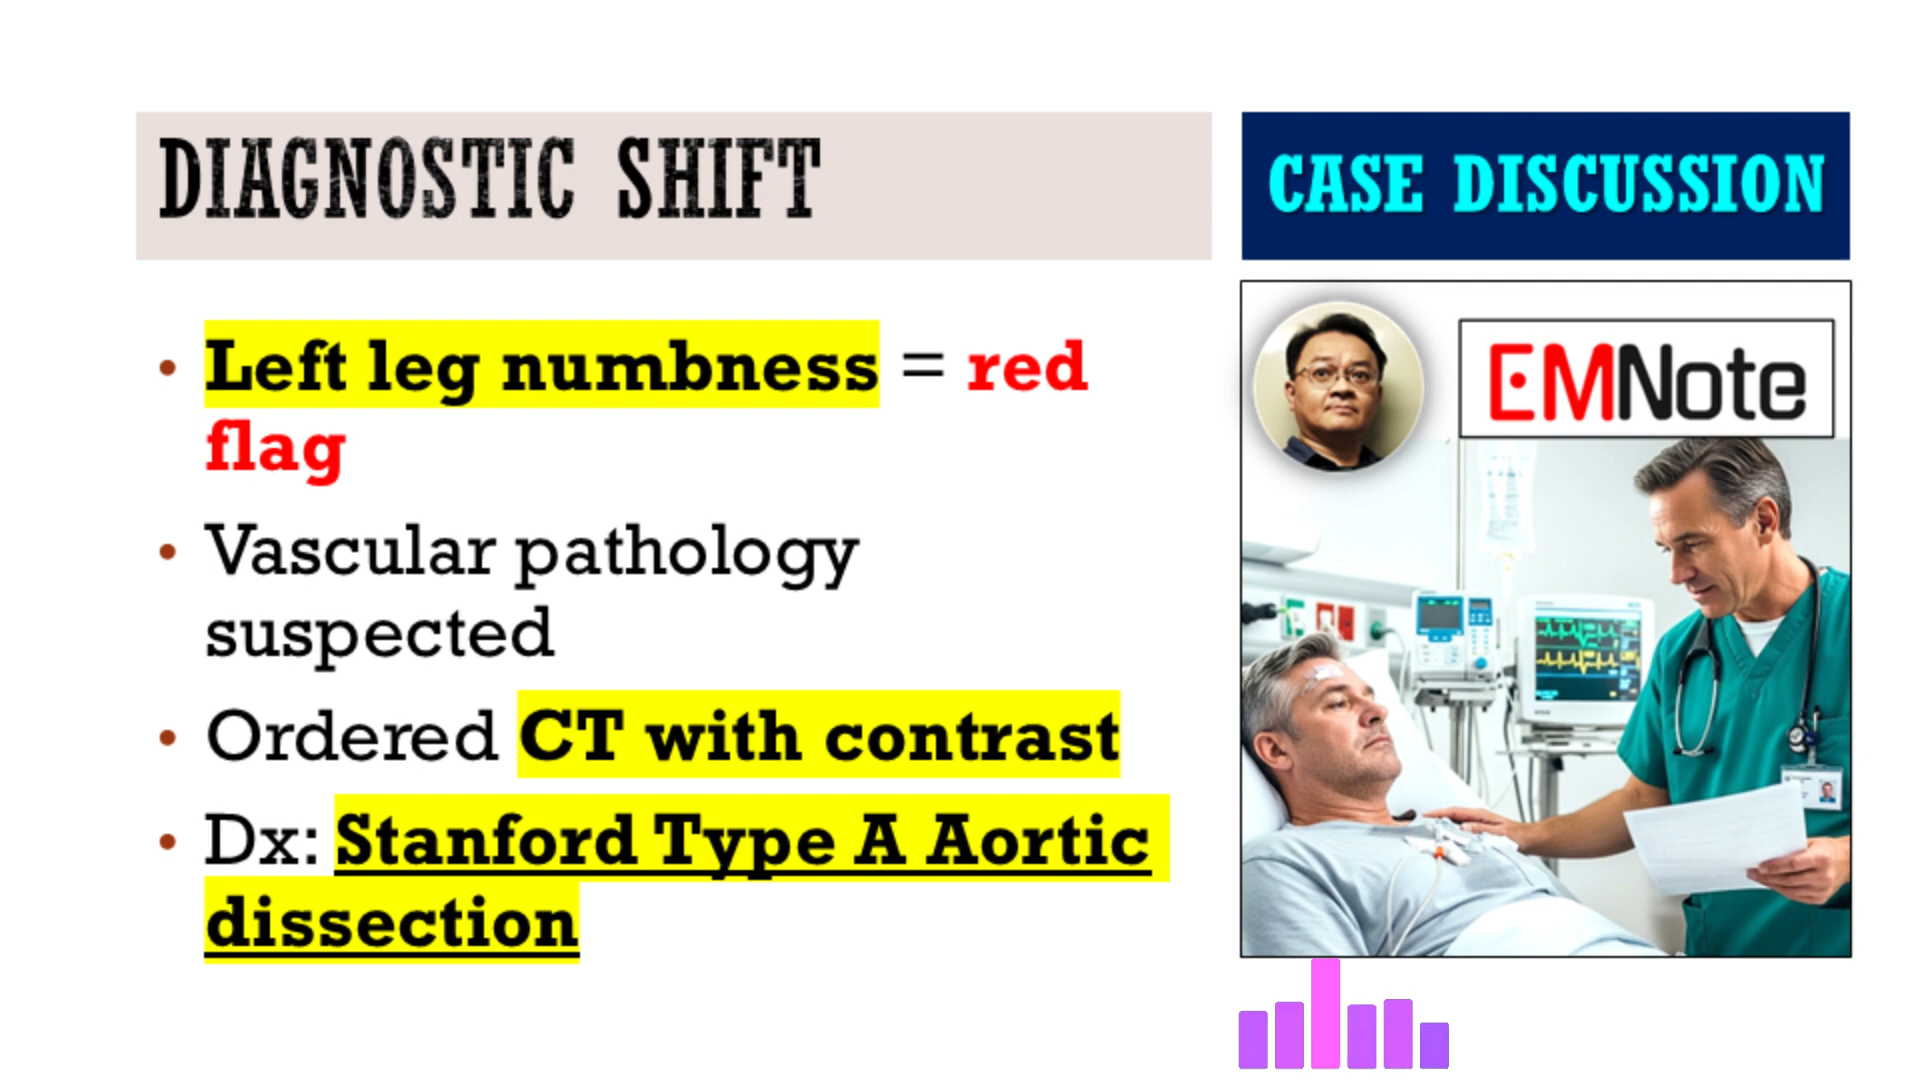 DIAGNOSTIC SHIFT
CASE DISCUSSION
• Left leg numbness = red
flag
• Vascular pathology
suspected
• Ordered CT with contrast
• Dx: Stanford Type A Aortic
dissection
EMNote